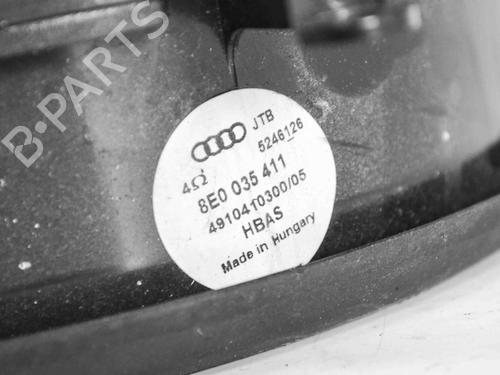 B-PARTS
JTB
5246126
4Ω
8E0 035 411
4910410300/05
HBAS
Made in Hungary